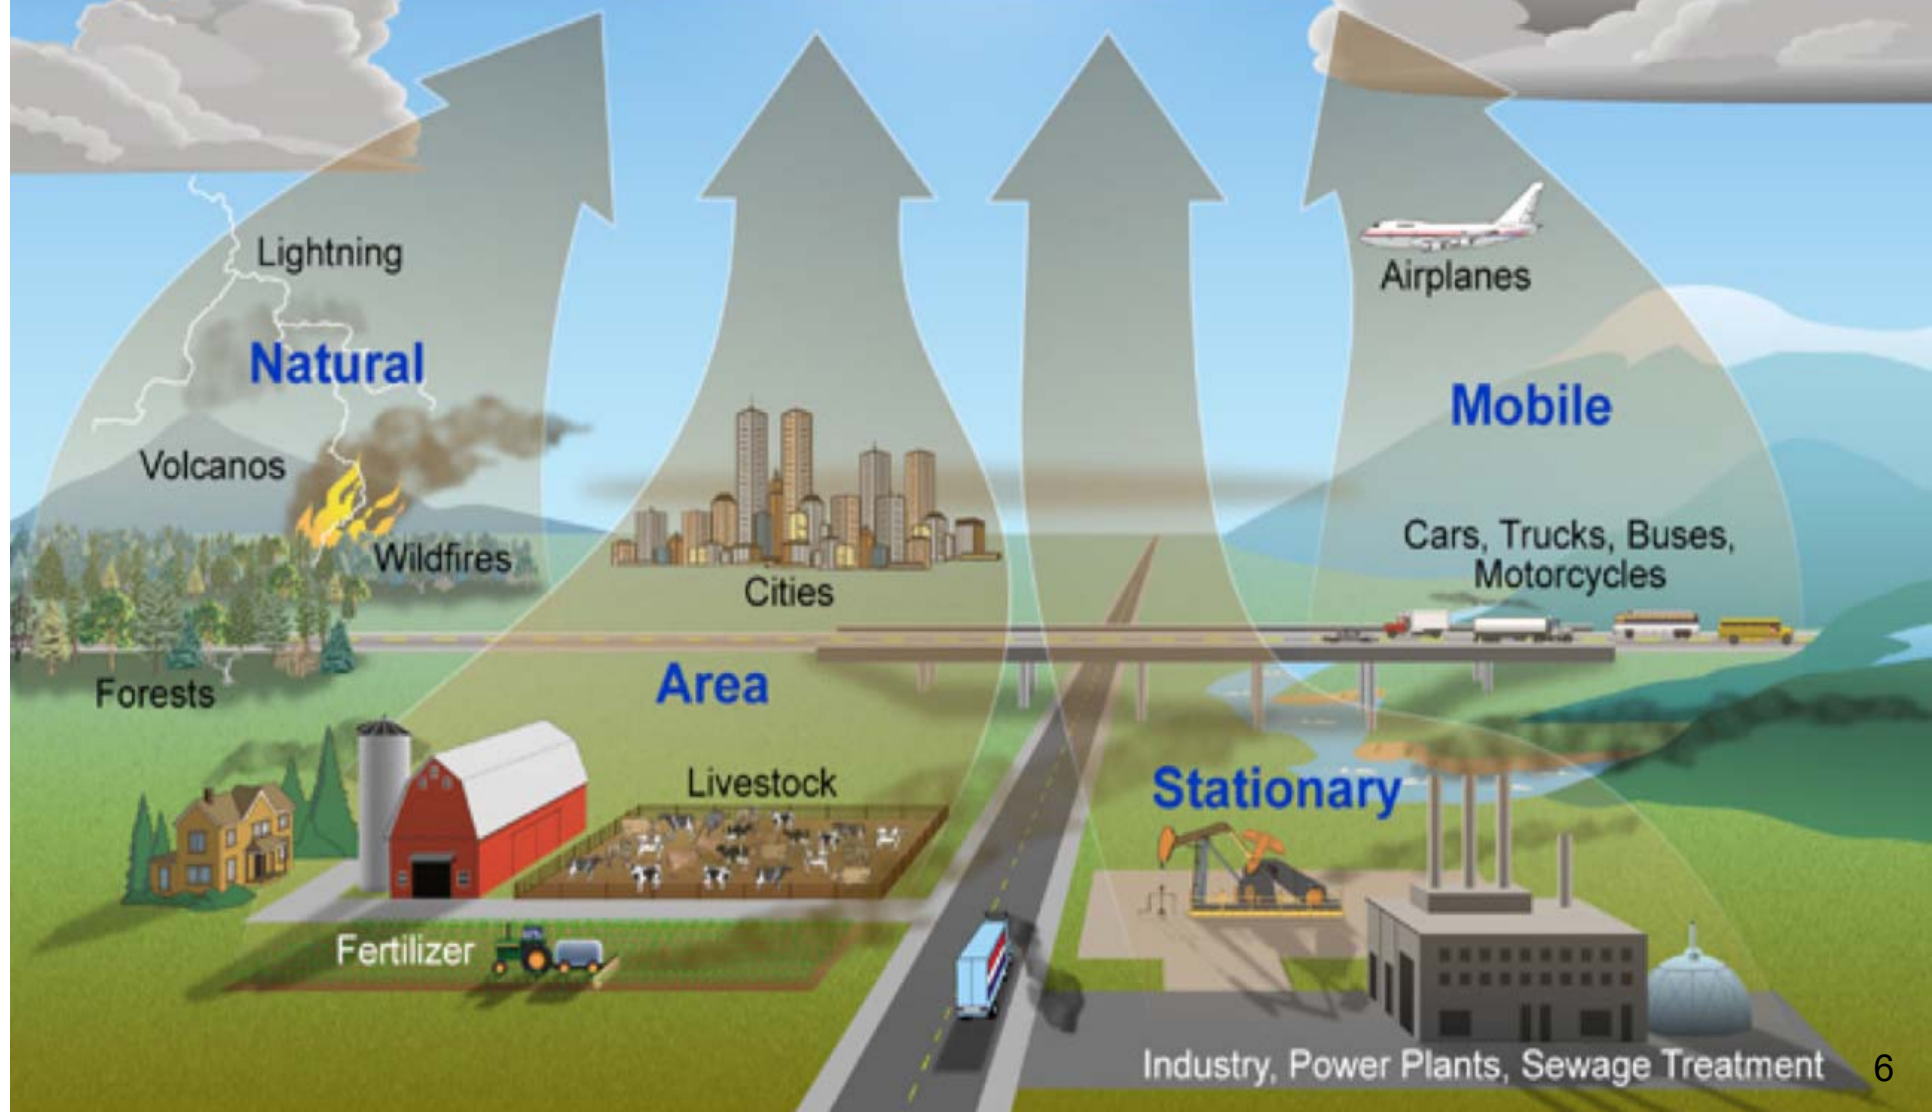 Lightning
Natural
Volcanos
Wildfires
Forests
Cities
Area
Livestock
Fertilizer
Airplanes
Mobile
Cars, Trucks, Buses,
Motorcycles
Stationary
Industry, Power Plants, Sewage Treatment
6